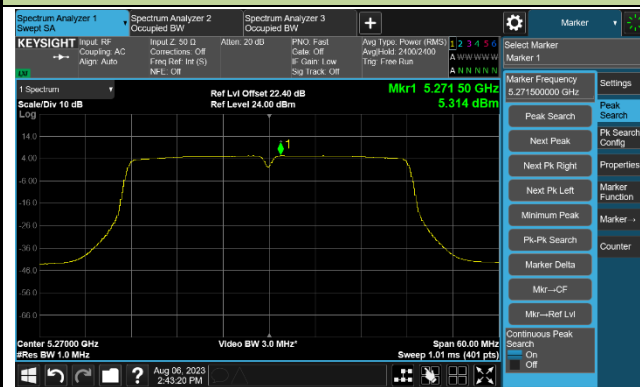 Spectrum Analyzer 1
Swept SA
Spectrum Analyzer 2
Occupied BW
Spectrum Analyzer 3
Occupied BW
+
Marker
KEYSIGHT
Input: RF
Coupling: AC
Align: Auto
Input Z: 50 Ω
Corrections: Off
Freq Ref: Int (S)
NFE: Off
Atten: 20 dB
PNO: Fast
Gate: Off
IF Gain: Low
Sig Track: Off
Avg Type: Power (RMS)
Avg|Hold: 2400/2400
Trig: Free Run
1 2 3 4 5 6
A W W W W W
A N N N N N
LXI
Select Marker
Marker 1
1 Spectrum
Scale/Div 10 dB
Log
Ref Lvl Offset 22.40 dB
Ref Level 24.00 dBm
Mkr1 5.271 50 GHz
5.314 dBm
14.0
4.00
-6.00
-16.0
-26.0
-36.0
-46.0
-56.0
-66.0
1
Center 5.27000 GHz
#Res BW 1.0 MHz
Video BW 3.0 MHz*
Span 60.00 MHz
Sweep 1.01 ms (401 pts)
Marker Frequency
5.271500000 GHz
Peak Search
Next Peak
Next Pk Right
Next Pk Left
Minimum Peak
Pk-Pk Search
Marker Delta
Mkr→CF
Mkr→Ref Lvl
Continuous Peak
Search
On
Off
Settings
Peak
Search
Pk Search
Config
Properties
Marker
Function
Marker→
Counter
?
Aug 06, 2023
2:43:20 PM